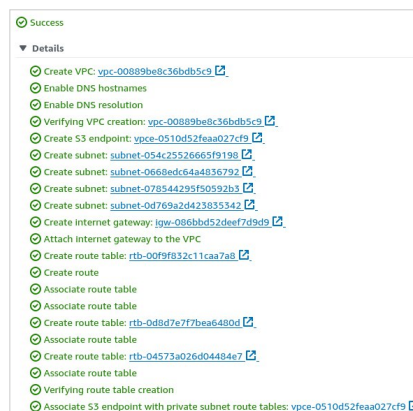 Success
Details
Create VPC: vpc-00889be8c36bdb5c9
Enable DNS hostnames
Enable DNS resolution
Verifying VPC creation: vpc-00889be8c36bdb5c9
Create S3 endpoint: vpce-0510d52feaa027cf9
Create subnet: subnet-054c25526665f9198
Create subnet: subnet-0668edc64a4836792
Create subnet: subnet-078544295f50592b3
Create subnet: subnet-0d769a2d423835342
Create internet gateway: igw-086bbd52deef7d9d9
Attach internet gateway to the VPC
Create route table: rtb-00f9f832c11caa7a8
Create route
Associate route table
Associate route table
Create route table: rtb-0d8d7e7f7bea6480d
Associate route table
Create route table: rtb-04573a026d04484e7
Associate route table
Verifying route table creation
Associate S3 endpoint with private subnet route tables: vpce-0510d52feaa027cf9